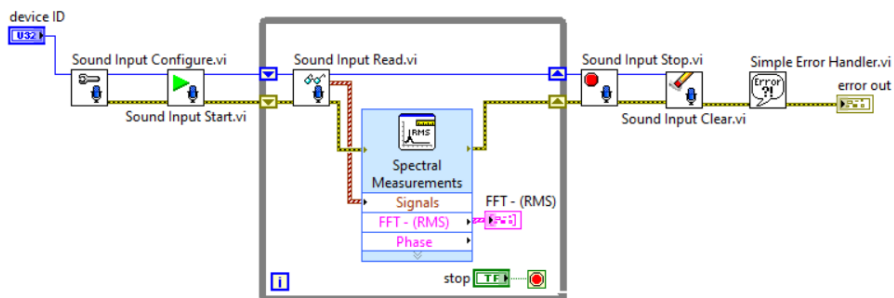 device ID
U32
Sound Input Configure.vi
Sound Input Start.vi
Sound Input Read.vi
RMS
Spectral
Measurements
Signals
FFT - (RMS)
Phase
FFT - (RMS)
stop
TF
i
Sound Input Stop.vi
Sound Input Clear.vi
Simple Error Handler.vi
Error
?!
error out